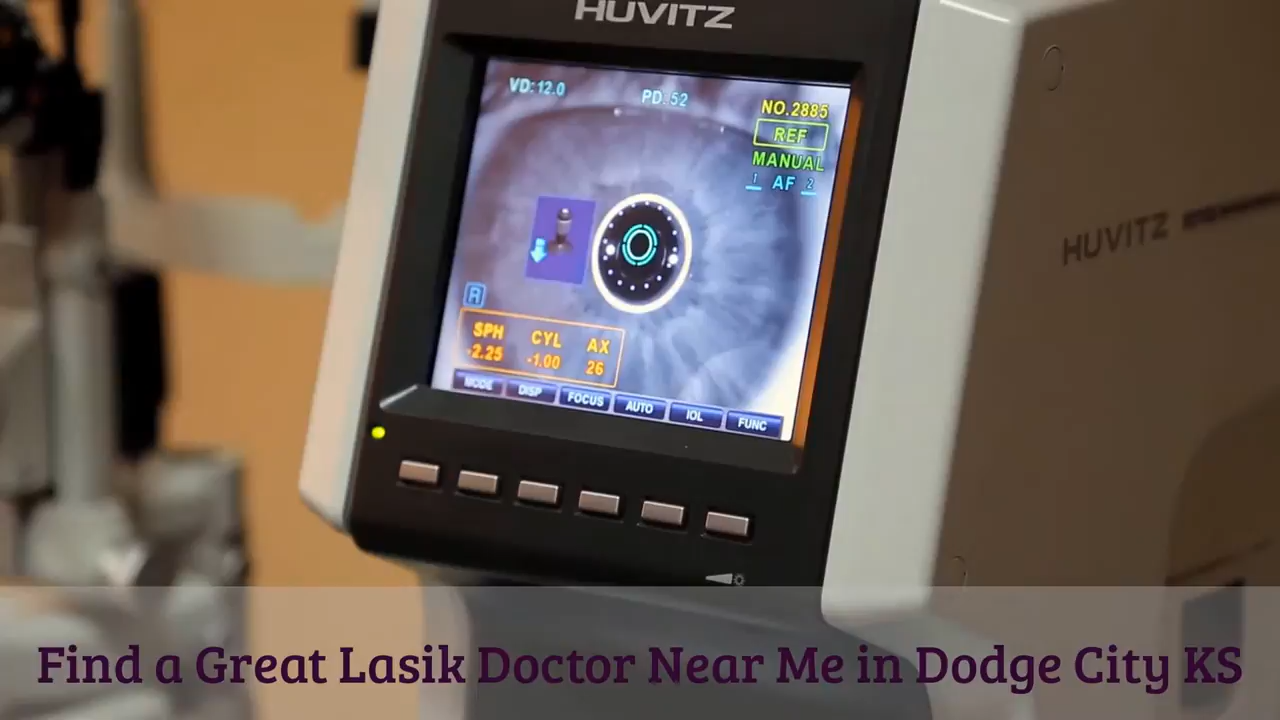 HUVITZ
VD:12.0
PD.52
NO.2885
REF
MANUAL
1 AF 2
R
SPH CYL AX
-2.25 -1.00 26
MODE DISP FOCUS AUTO IOL FUNC
HUVITZ
Find a Great Lasik Doctor Near Me in Dodge City KS